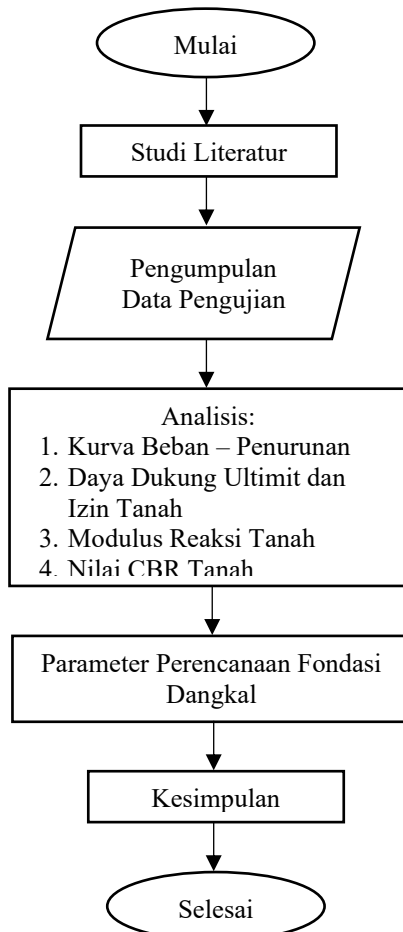 Mulai
Studi Literatur
Pengumpulan
Data Pengujian
Analisis:
1. Kurva Beban – Penurunan
2. Daya Dukung Ultimit dan
Izin Tanah
3. Modulus Reaksi Tanah
4. Nilai CBR Tanah
Parameter Perencanaan Fondasi
Dangkal
Kesimpulan
Selesai